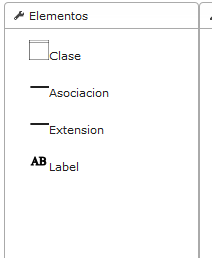 Elementos
Clase
Asociacion
Extension
AB Label